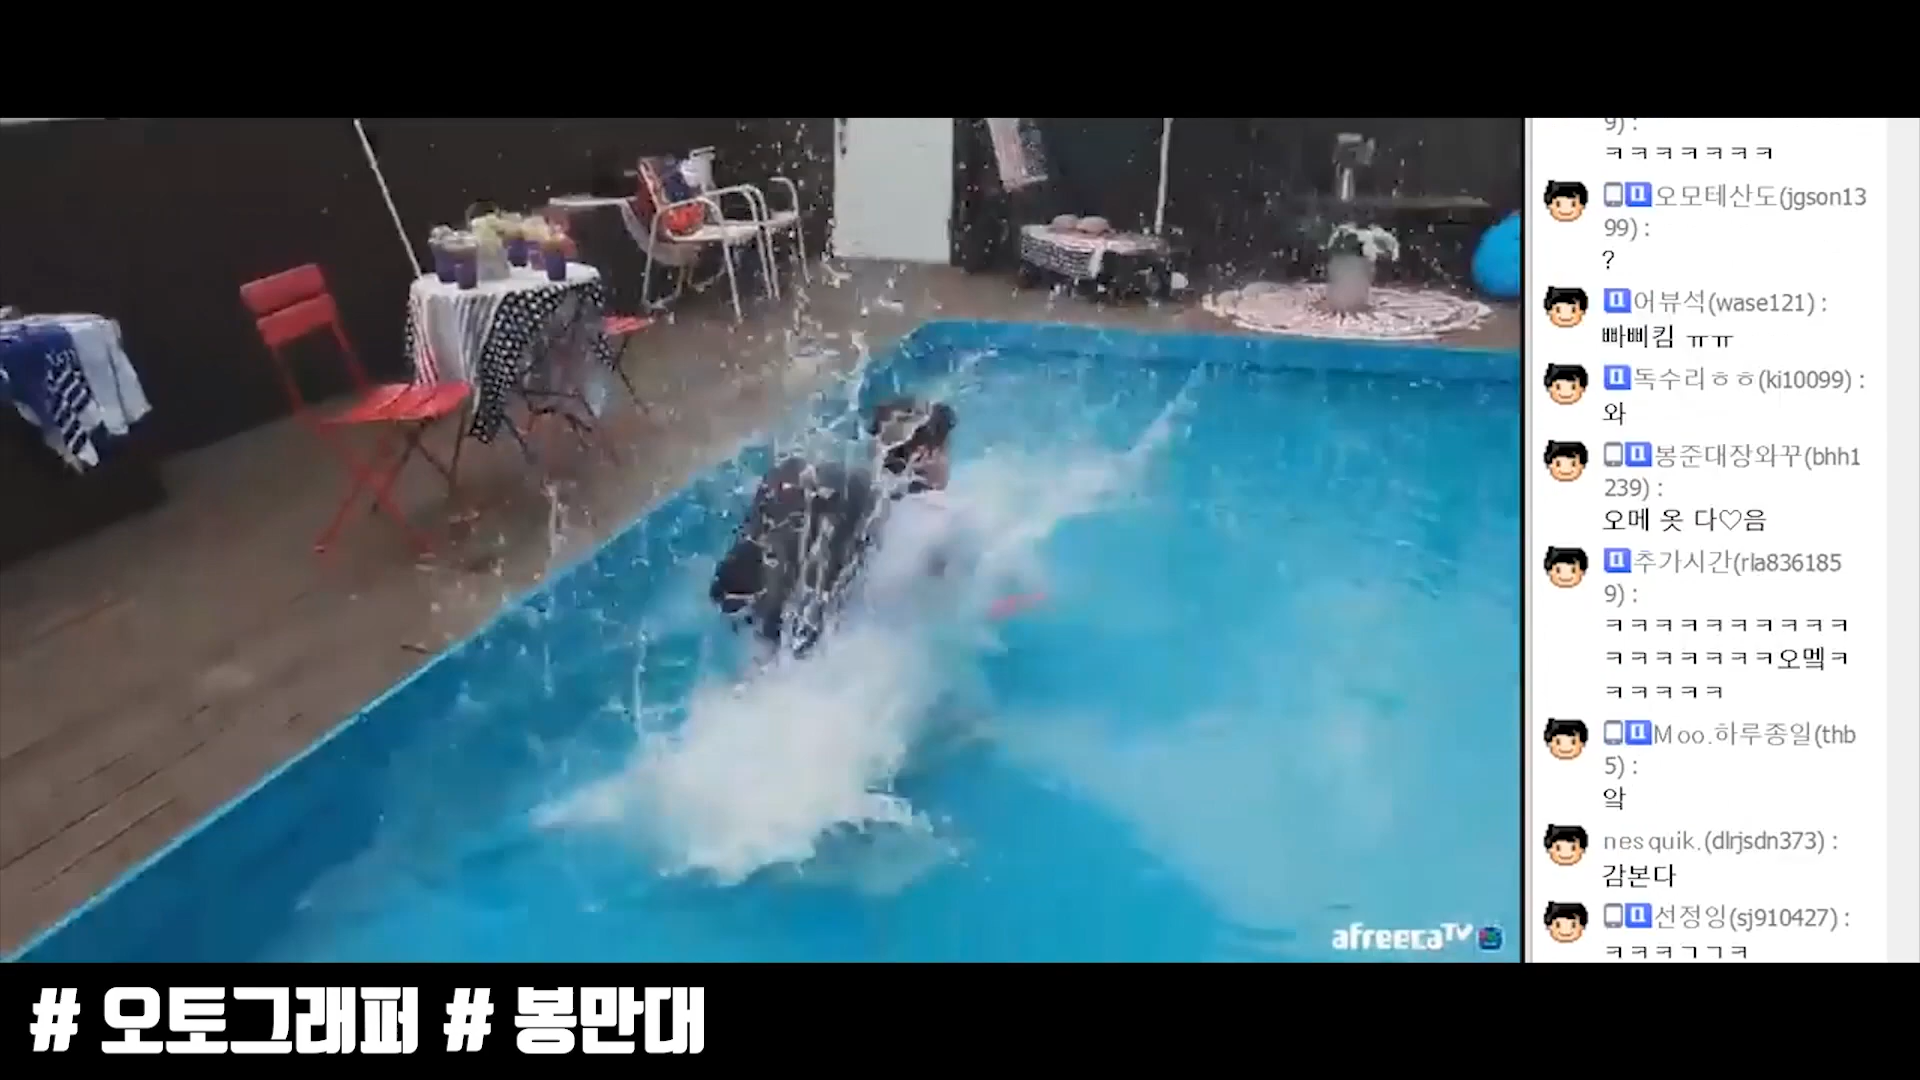 9) :
ㅋㅋㅋㅋㅋㅋㅋ
오모테산도(jgson13
99) :
?
어뷰석(wase121) :
빠삐킴 ㅠㅠ
독수리ㅎㅎ(ki10099) :
와
봉준대장와꾸(bhh1
239) :
오메 옷 다♡음
추가시간(rla836185
9) :
ㅋㅋㅋㅋㅋㅋㅋㅋㅋㅋ
ㅋㅋㅋㅋㅋㅋㅋ오멬ㅋ
ㅋㅋㅋㅋㅋ
Moo.하루종일(thb
5) :
앜
nesquik.(dlrjsdn373) :
감본다
선정잉(sj910427) :
ㅋㅋㅋㄱㄱㅋ
afreecaTV
# 오토그래퍼 # 봉만대